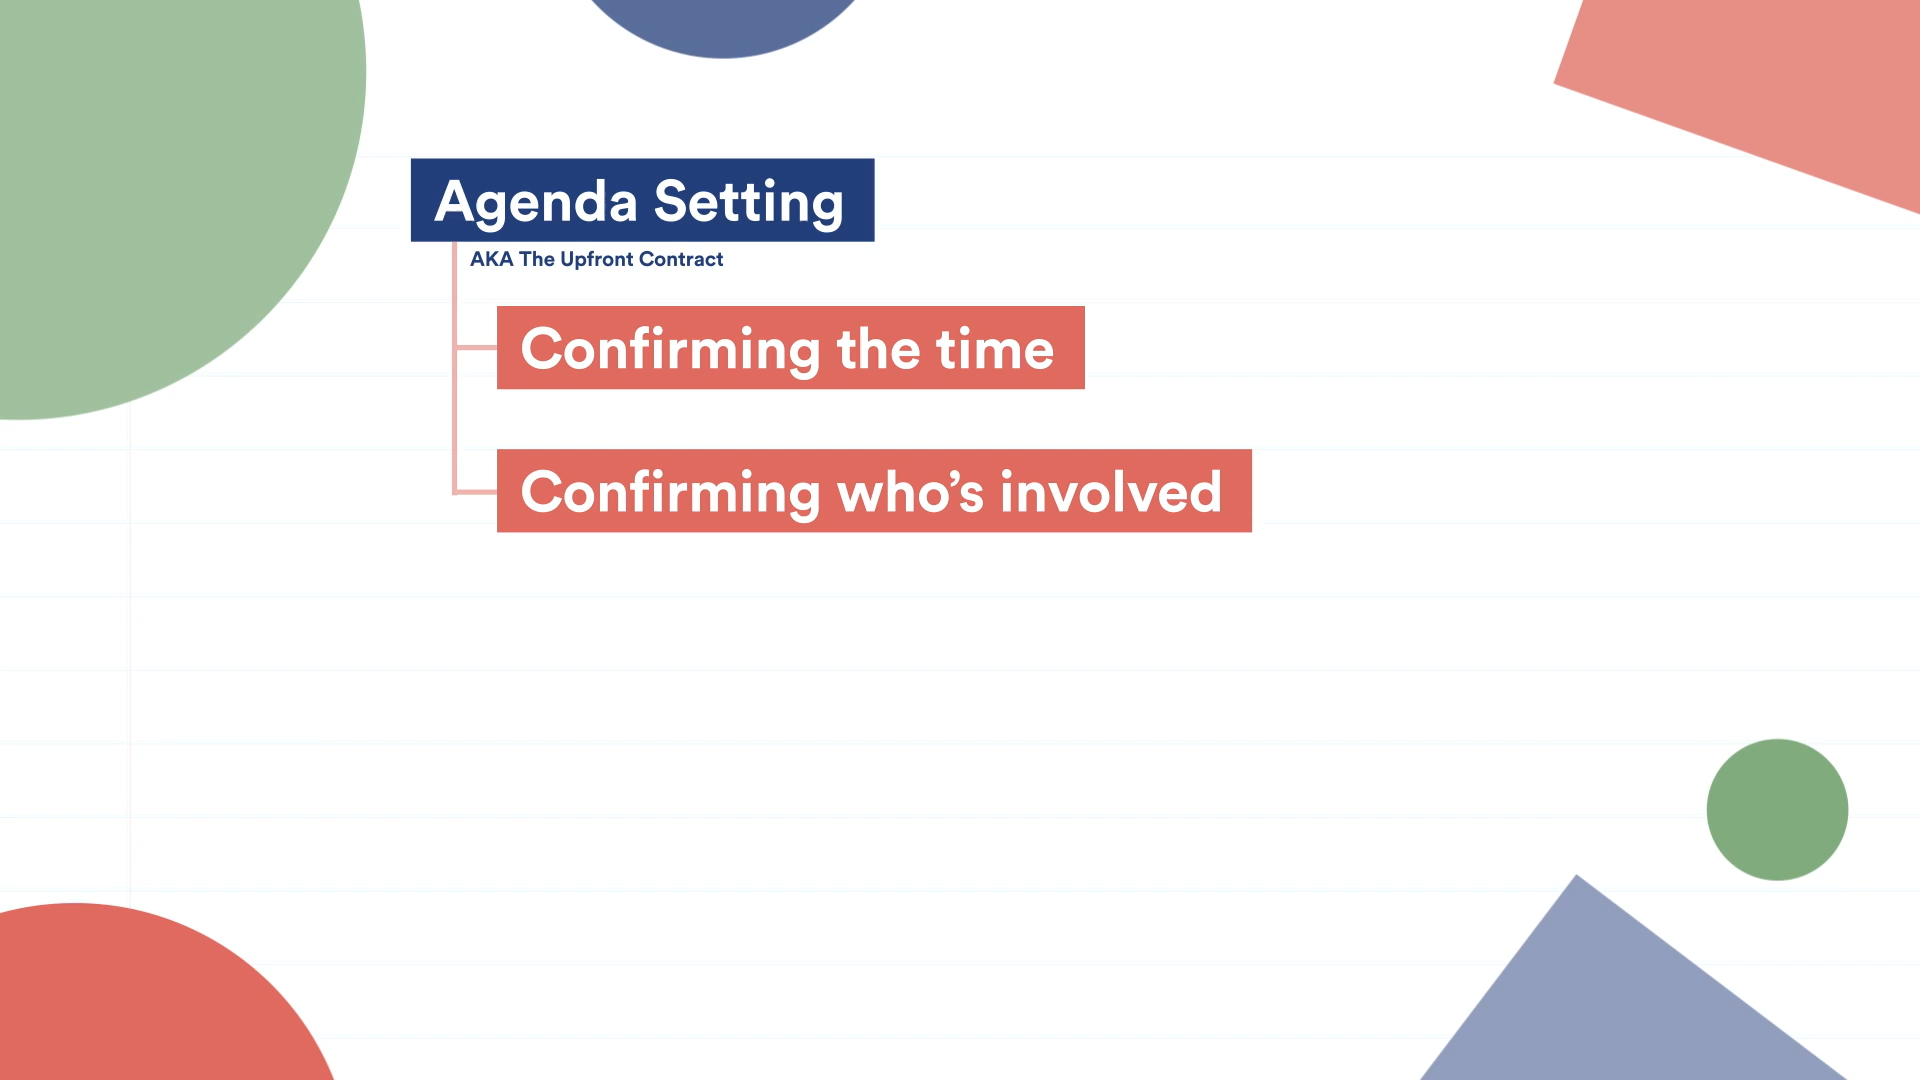 Agenda Setting
AKA The Upfront Contract
Confirming the time
Confirming who’s involved